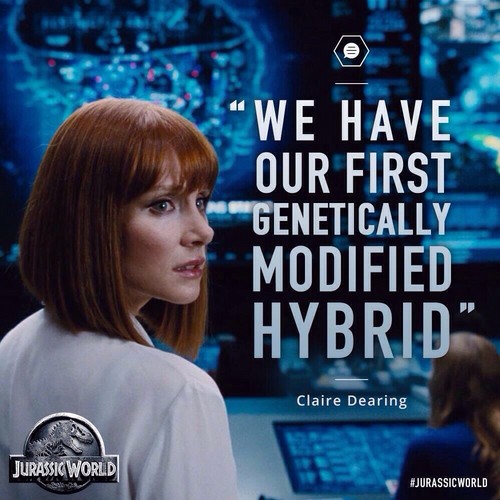 “WE HAVE
OUR FIRST
GENETICALLY
MODIFIED
HYBRID”
Claire Dearing
JURASSIC WORLD
#JURASSICWORLD